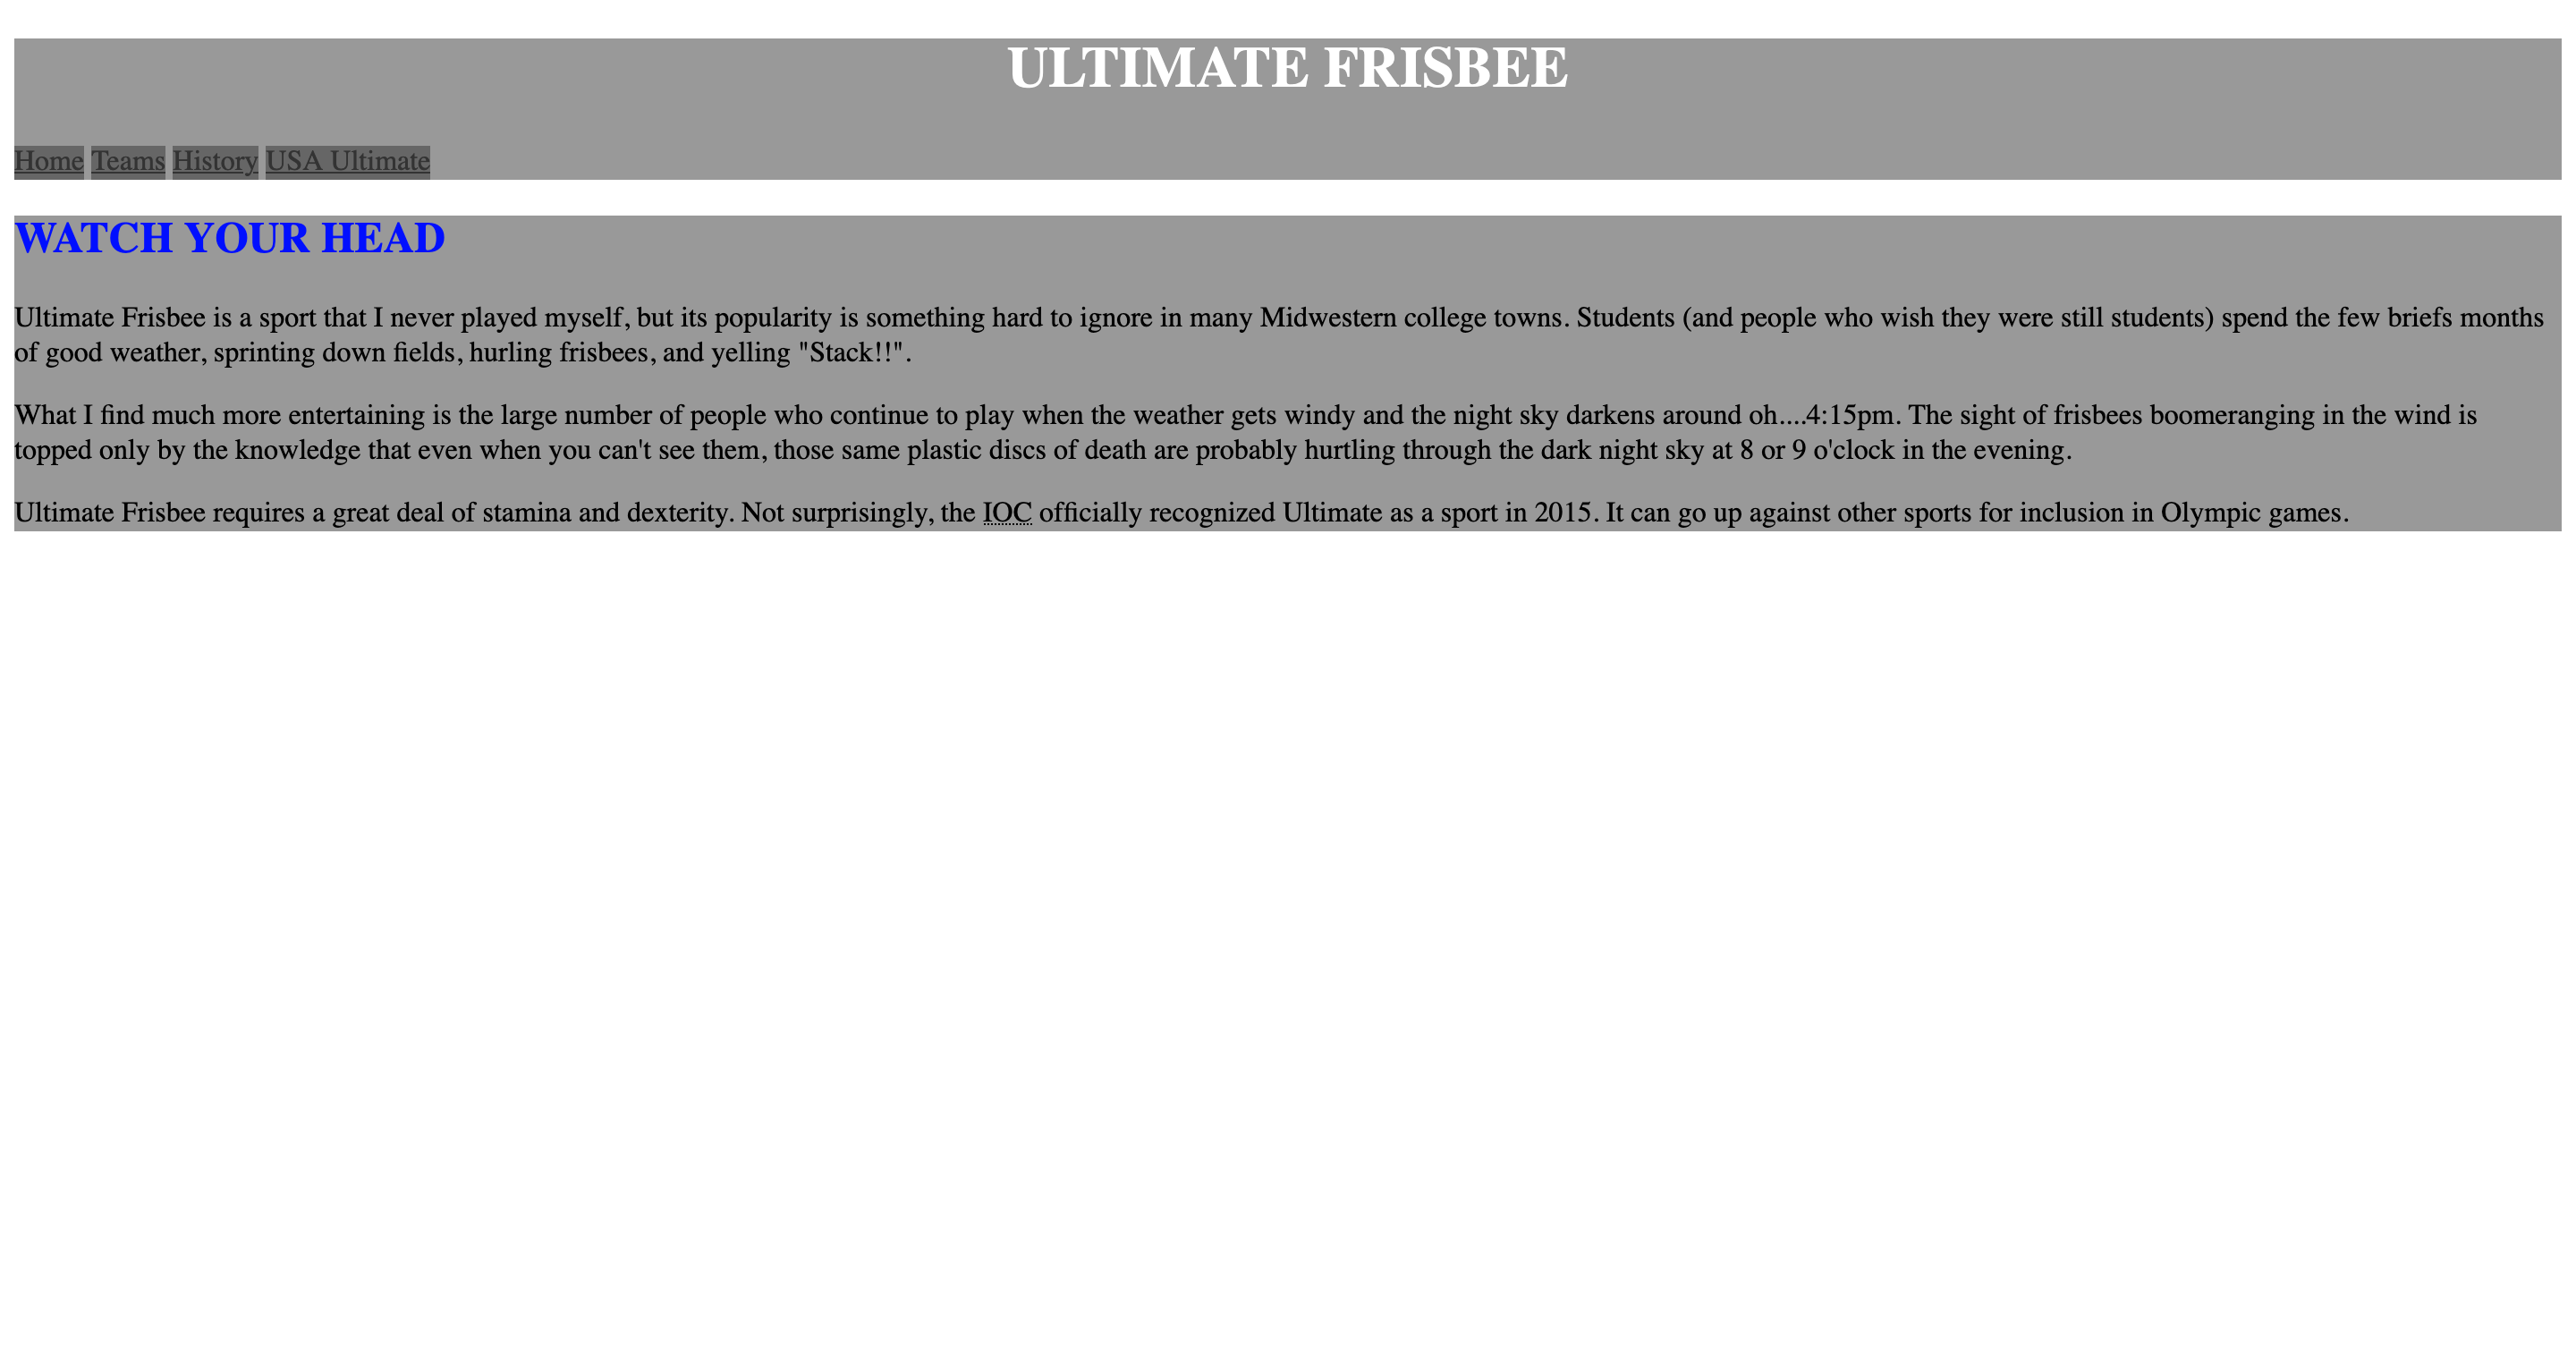 ULTIMATE FRISBEE
Home Teams History USA Ultimate
WATCH YOUR HEAD
Ultimate Frisbee is a sport that I never played myself, but its popularity is something hard to ignore in many Midwestern college towns. Students (and people who wish they were still students) spend the few briefs months
of good weather, sprinting down fields, hurling frisbees, and yelling "Stack!!".
What I find much more entertaining is the large number of people who continue to play when the weather gets windy and the night sky darkens around oh....4:15pm. The sight of frisbees boomeranging in the wind is
topped only by the knowledge that even when you can't see them, those same plastic discs of death are probably hurtling through the dark night sky at 8 or 9 o'clock in the evening.
Ultimate Frisbee requires a great deal of stamina and dexterity. Not surprisingly, the IOC officially recognized Ultimate as a sport in 2015. It can go up against other sports for inclusion in Olympic games.